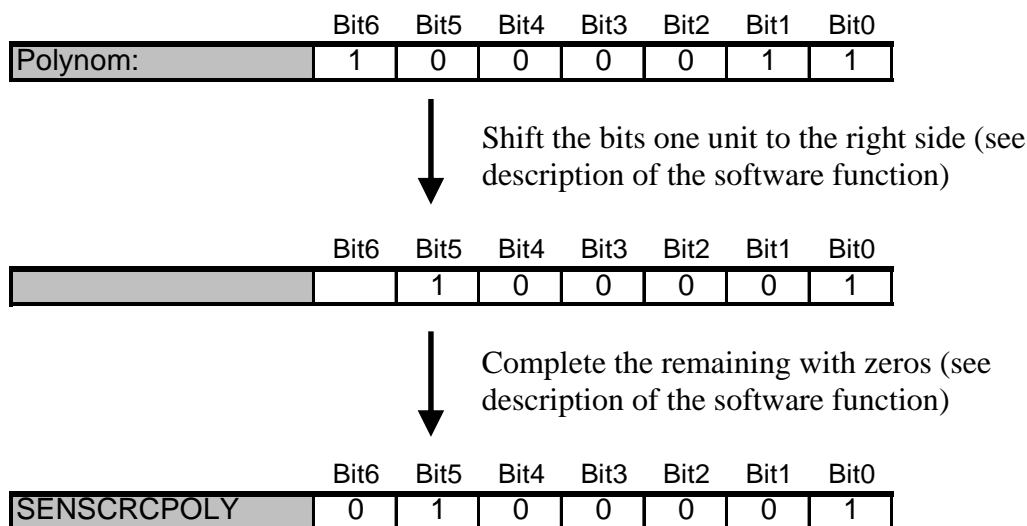 Bit6 Bit5 Bit4 Bit3 Bit2 Bit1 Bit0
Polynom: 1 0 0 0 0 1 1
Shift the bits one unit to the right side (see
description of the software function)
Bit6 Bit5 Bit4 Bit3 Bit2 Bit1 Bit0
1 0 0 0 0 1
Complete the remaining with zeros (see
description of the software function)
Bit6 Bit5 Bit4 Bit3 Bit2 Bit1 Bit0
SENSCRCPOLY 0 1 0 0 0 0 1